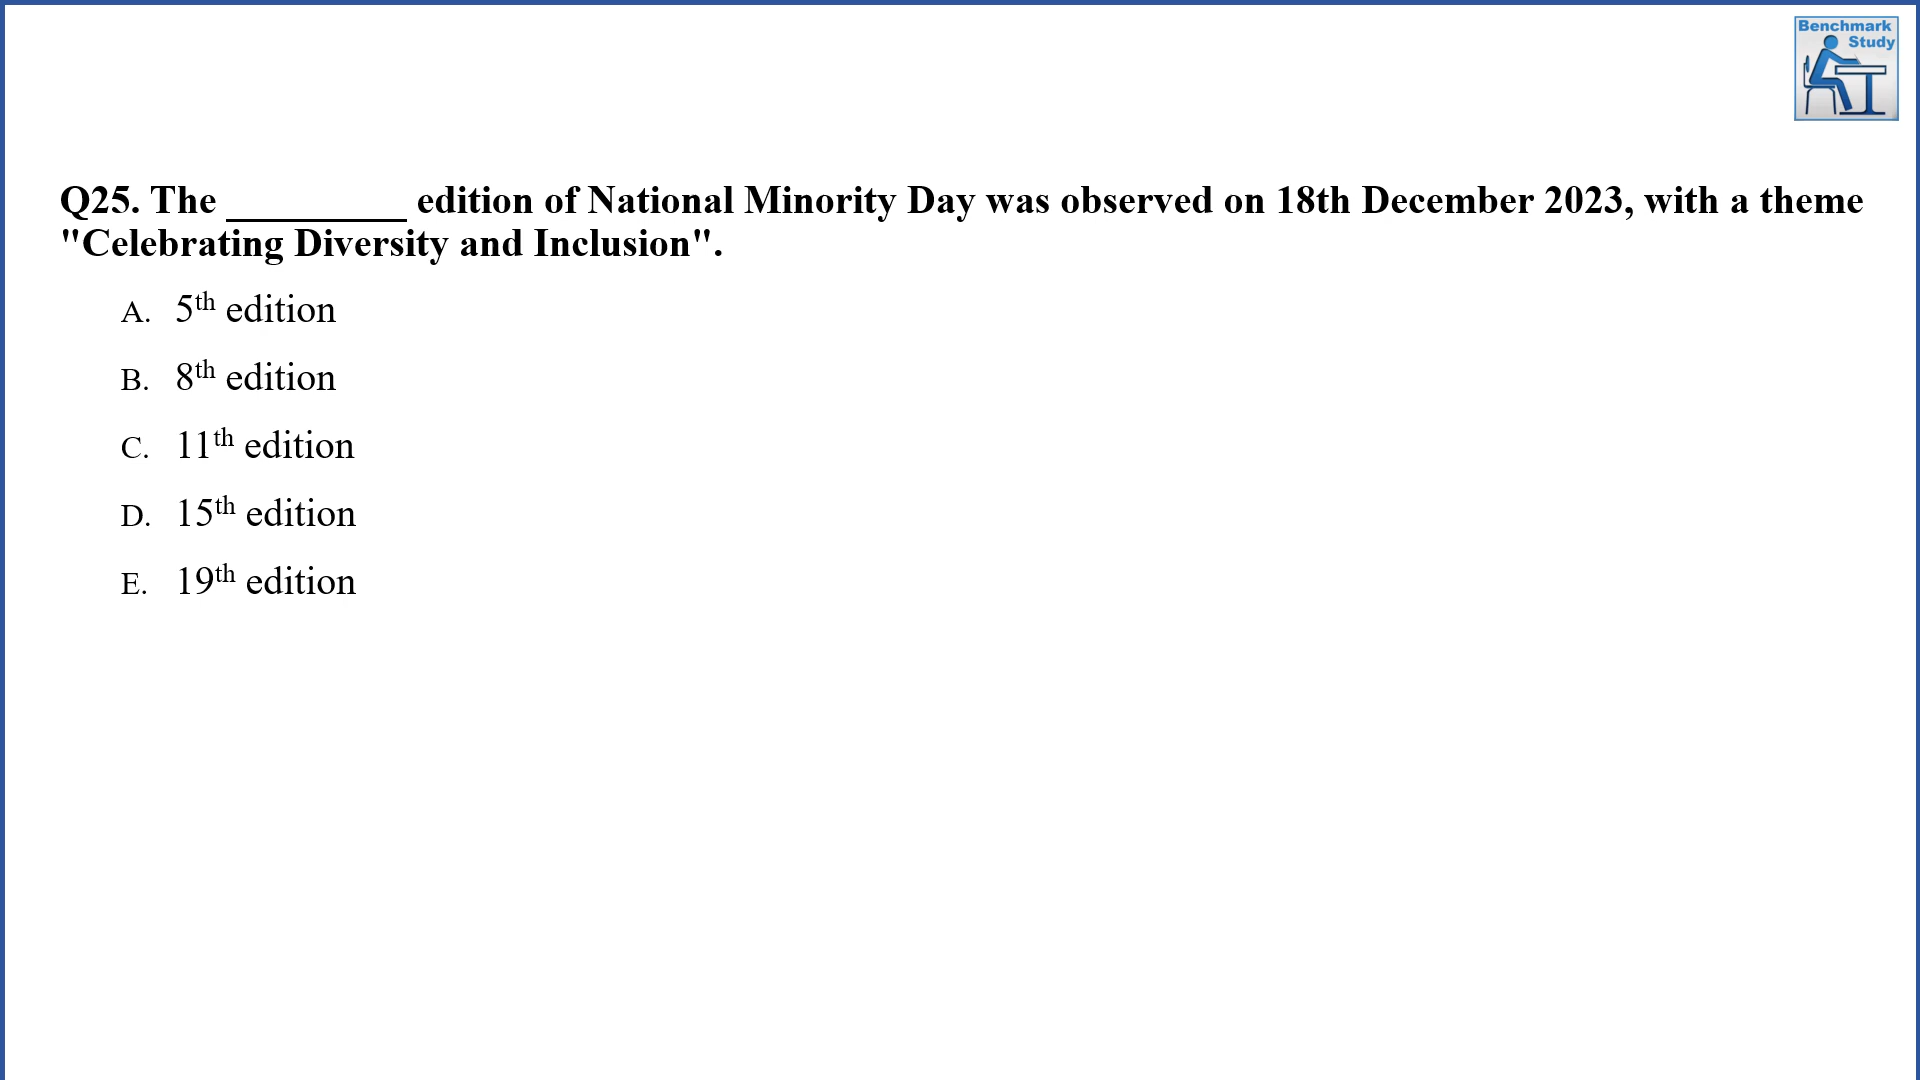 Benchmark
Study
Q25. The _________ edition of National Minority Day was observed on 18th December 2023, with a theme
"Celebrating Diversity and Inclusion".
A. 5th edition
B. 8th edition
C. 11th edition
D. 15th edition
E. 19th edition